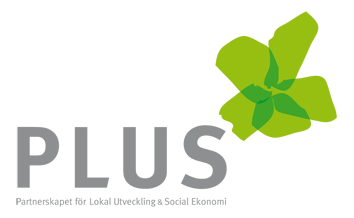 PLUS
Partnerskapet för Lokal Utveckling & Social Ekonomi